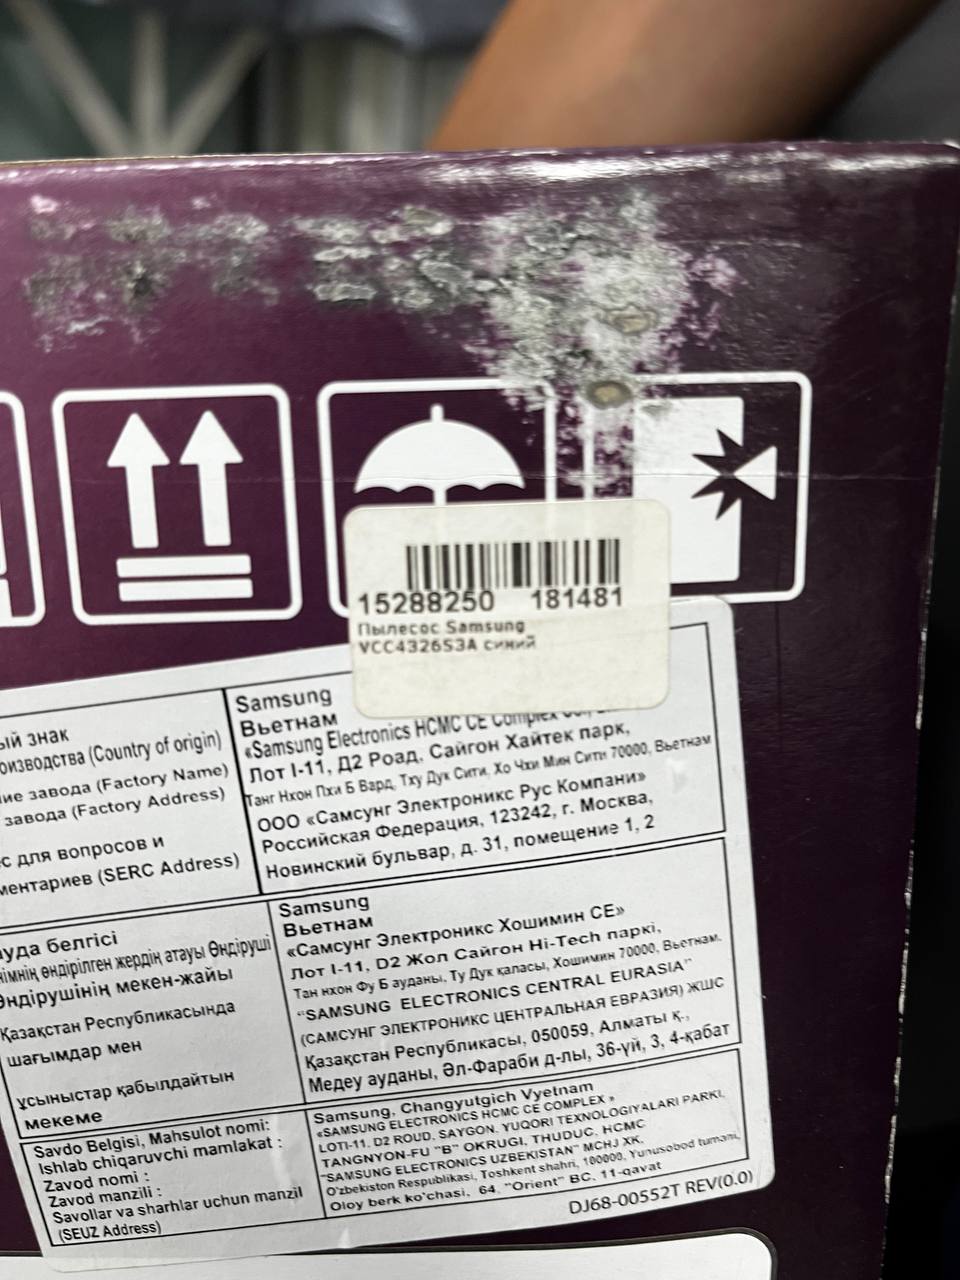 15288250 181481
Пылесос Samsung
VCC4326S3A синий
ый знак
Samsung
оизводства (Country of origin)
Вьетнам
ие завода (Factory Name)
«Samsung Electronics HCMC CE Complex
завода (Factory Address)
Лот I-11, Д2 Роад, Сайгон Хайтек парк,
Танг Нхон Пхи Б Вард, Тху Дук Сити, Хо Чхи Мин Сити 70000, Вьетнам
с для вопросов и
ООО «Самсунг Электроникс Рус Компани»
ментариев (SERC Address)
Российская Федерация, 123242, г. Москва,
Новинский бульвар, д. 31, помещение 1, 2
ауда белгісі
Samsung
німнің өндірілген жердің атауы Өндіруші
Вьетнам
Өндірушінің мекен-жайы
«Самсунг Электроникс Хошимин СЕ»
Лот I-11, D2 Жол Сайгон Hi-Tech паркі,
Тан нхон Фу Б ауданы, Ту Дук қаласы, Хошимин 70000, Вьетнам.
Қазақстан Республикасында
"SAMSUNG ELECTRONICS CENTRAL EURASIA"
шағымдар мен
(САМСУНГ ЭЛЕКТРОНИКС ЦЕНТРАЛЬНАЯ ЕВРАЗИЯ) ЖШС
ұсыныстар қабылдайтын
Қазақстан Республикасы, 050059, Алматы қ.,
мекеме
Медеу ауданы, Әл-Фараби д-лы, 36-үй, 3, 4-қабат
Savdo Belgisi, Mahsulot nomi:
Samsung, Changyutgich Vyetnam
Ishlab chiqaruvchi mamlakat :
«SAMSUNG ELECTRONICS HCMC CE COMPLEX »
Zavod nomi :
LOTI-11. D2 ROUD, SAYGON. YUQORI TEXNOLOGIYALARI PARKI,
Zavod manzili :
TANGNYON-FU "B" OKRUGI, THUDUC, HCMC
Savollar va sharhlar uchun manzil
"SAMSUNG ELECTRONICS UZBEKISTAN" MCHJ XK.
(SEUZ Address)
O'zbekiston Respublikasi, Toshkent shahri, 100000, Yunusobod tumani,
Oloy berk ko'chasi, 64, "Orient" BC. 11-qavat
DJ68-00552T REV(0.0)